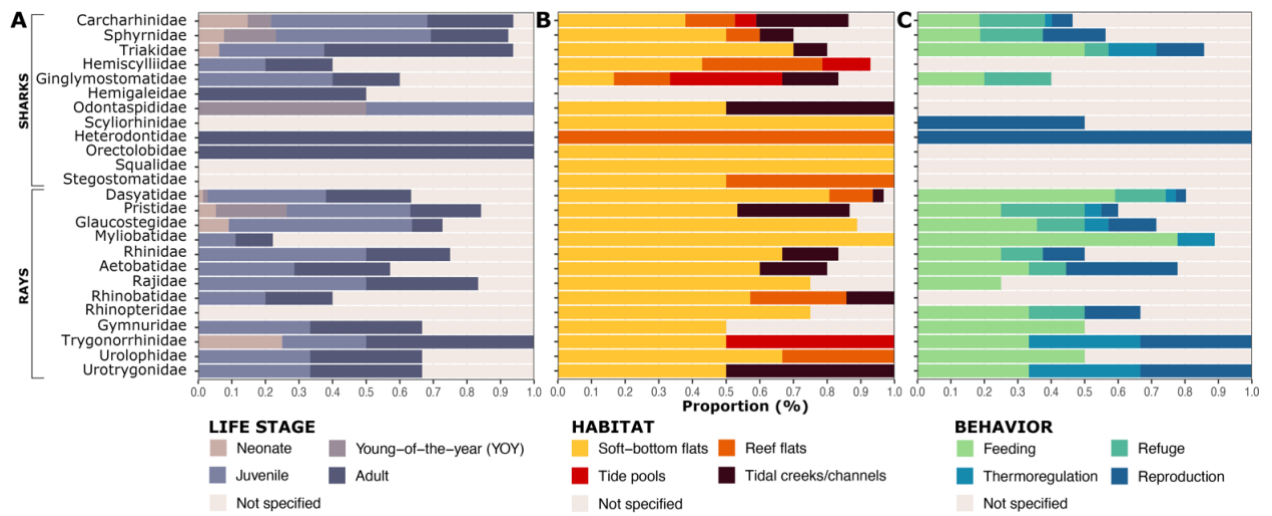 A
B
C
SHARKS
Carcharhinidae
Sphyrnidae
Triakidae
Hemiscylliidae
Ginglymostomatidae
Hemigaleidae
Odontaspididae
Scyliorhinidae
Heterodontidae
Orectolobidae
Squalidae
Stegostomatidae
RAYS
Dasyatidae
Pristidae
Glaucostegidae
Myliobatidae
Rhinidae
Aetobatidae
Rajidae
Rhinobatidae
Rhinopteridae
Gymnuridae
Trygonorrhinidae
Urolophidae
Urotrygonidae
0.0 0.1 0.2 0.3 0.4 0.5 0.6 0.7 0.8 0.9 1.0
0.0 0.1 0.2 0.3 0.4 0.5 0.6 0.7 0.8 0.9 1.0
0.0 0.1 0.2 0.3 0.4 0.5 0.6 0.7 0.8 0.9 1.0
Proportion (%)
LIFE STAGE
Neonate
Young-of-the-year (YOY)
Juvenile
Adult
Not specified
HABITAT
Soft-bottom flats
Reef flats
Tide pools
Tidal creeks/channels
Not specified
BEHAVIOR
Feeding
Refuge
Thermoregulation
Reproduction
Not specified